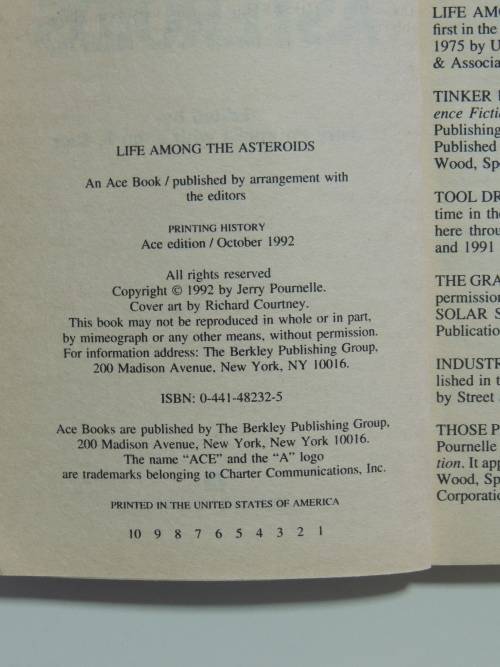 LIFE AMONG THE ASTEROIDS
An Ace Book / published by arrangement with
the editors
PRINTING HISTORY
Ace edition / October 1992
All rights reserved
Copyright © 1992 by Jerry Pournelle.
Cover art by Richard Courtney.
This book may not be reproduced in whole or in part,
by mimeograph or any other means, without permission.
For information address: The Berkley Publishing Group,
200 Madison Avenue, New York, NY 10016.
ISBN: 0-441-48232-5
Ace Books are published by The Berkley Publishing Group,
200 Madison Avenue, New York, New York 10016.
The name “ACE” and the “A” logo
are trademarks belonging to Charter Communications, Inc.
PRINTED IN THE UNITED STATES OF AMERICA
10 9 8 7 6 5 4 3 2 1
LIFE AM
first in the
1975 by U
& Associa
TINKER
ence Ficti
Publishing
Published
Wood, Sp
TOOL DR
time in th
here throu
and 1991
THE GRA
permission
SOLAR S
Publicatio
INDUSTR
lished in t
by Street
THOSE P
Pournelle
tion. It app
Wood, Sp
Corporatio